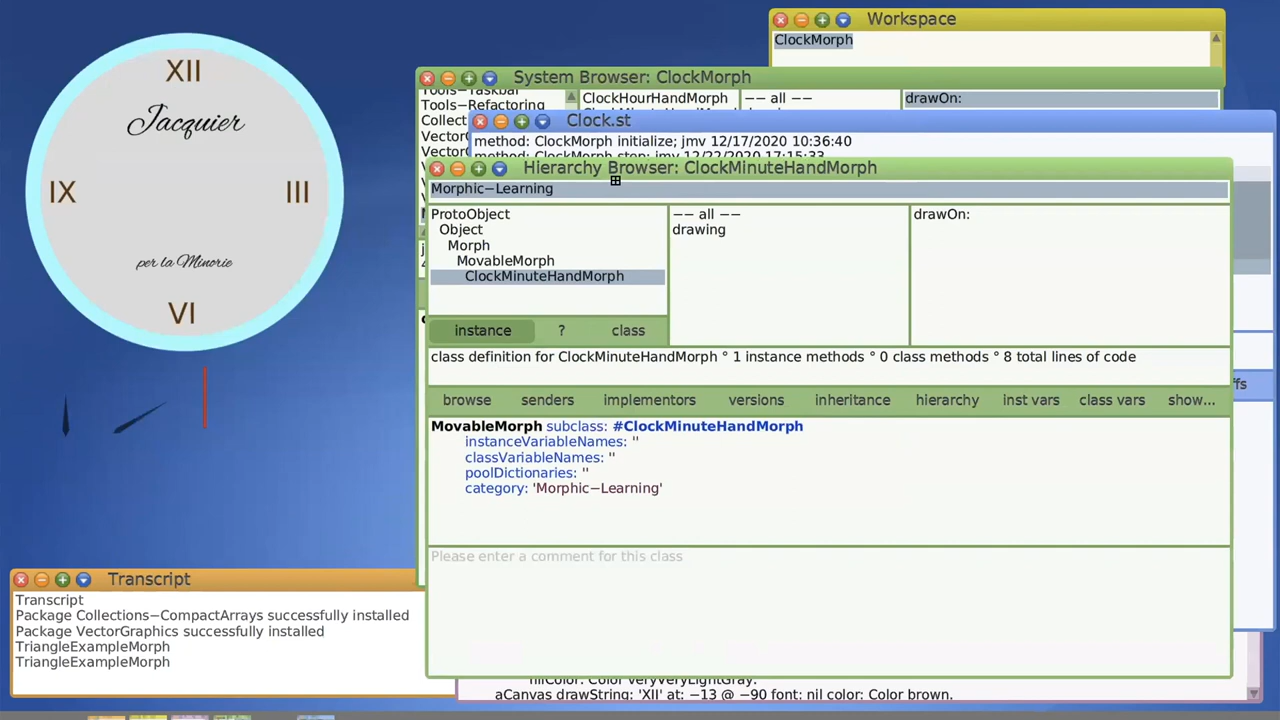 Workspace
ClockMorph
System Browser: ClockMorph
Tools−Refactoring
ClockHourHandMorph
−− all −−
drawOn:
Clock.st
method: ClockMorph initialize; jmv 12/17/2020 10:36:40
Hierarchy Browser: ClockMinuteHandMorph
Morphic−Learning
ProtoObject
Object
Morph
MovableMorph
ClockMinuteHandMorph
−− all −−
drawing
drawOn:
instance ? class
class definition for ClockMinuteHandMorph ° 1 instance methods ° 0 class methods ° 8 total lines of code
browse senders implementors versions inheritance hierarchy inst vars class vars show...
MovableMorph subclass: #ClockMinuteHandMorph
instanceVariableNames: ''
classVariableNames: ''
poolDictionaries: ''
category: 'Morphic−Learning'
Please enter a comment for this class
XII
Jacquier
IX
III
per la Minorie
VI
Transcript
Transcript
Package Collections−CompactArrays successfully installed
Package VectorGraphics successfully installed
TriangleExampleMorph
TriangleExampleMorph
aCanvas drawString: 'XII' at: −13 @ −90 font: nil color: Color brown.